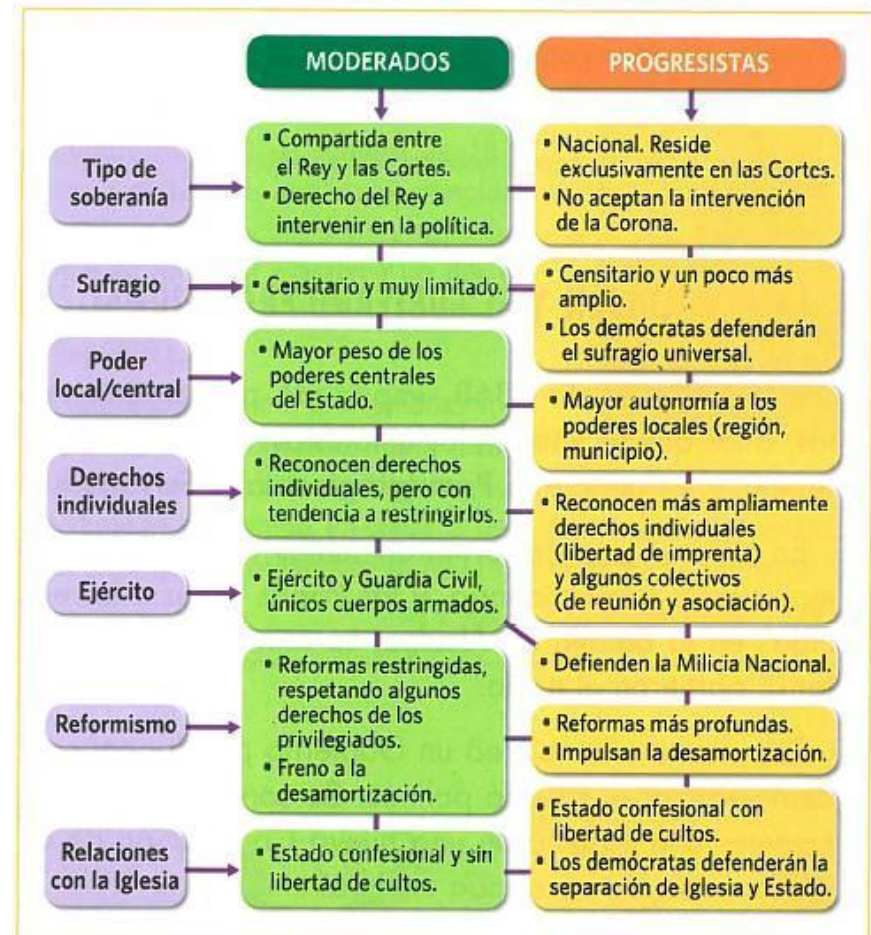 MODERADOS
PROGRESISTAS
Tipo de
soberanía
▪ Compartida entre
el Rey y las Cortes.
▪ Derecho del Rey a
intervenir en la política.
▪ Nacional. Reside
exclusivamente en las Cortes.
▪ No aceptan la intervención
de la Corona.
Sufragio
▪ Censitario y muy limitado.
▪ Censitario y un poco más
amplio.
▪ Los demócratas defenderán
el sufragio universal.
Poder
local/central
▪ Mayor peso de los
poderes centrales
del Estado.
▪ Mayor autonomía a los
poderes locales (región,
municipio).
Derechos
individuales
▪ Reconocen derechos
individuales, pero con
tendencia a restringirlos.
▪ Reconocen más ampliamente
derechos individuales
(libertad de imprenta)
y algunos colectivos
(de reunión y asociación).
Ejército
▪ Ejército y Guardia Civil,
únicos cuerpos armados.
▪ Defienden la Milicia Nacional.
Reformismo
▪ Reformas restringidas,
respetando algunos
derechos de los
privilegiados.
▪ Freno a la
desamortización.
▪ Reformas más profundas.
▪ Impulsan la desamortización.
Relaciones
con la Iglesia
▪ Estado confesional y sin
libertad de cultos.
▪ Estado confesional con
libertad de cultos.
▪ Los demócratas defenderán la
separación de Iglesia y Estado.